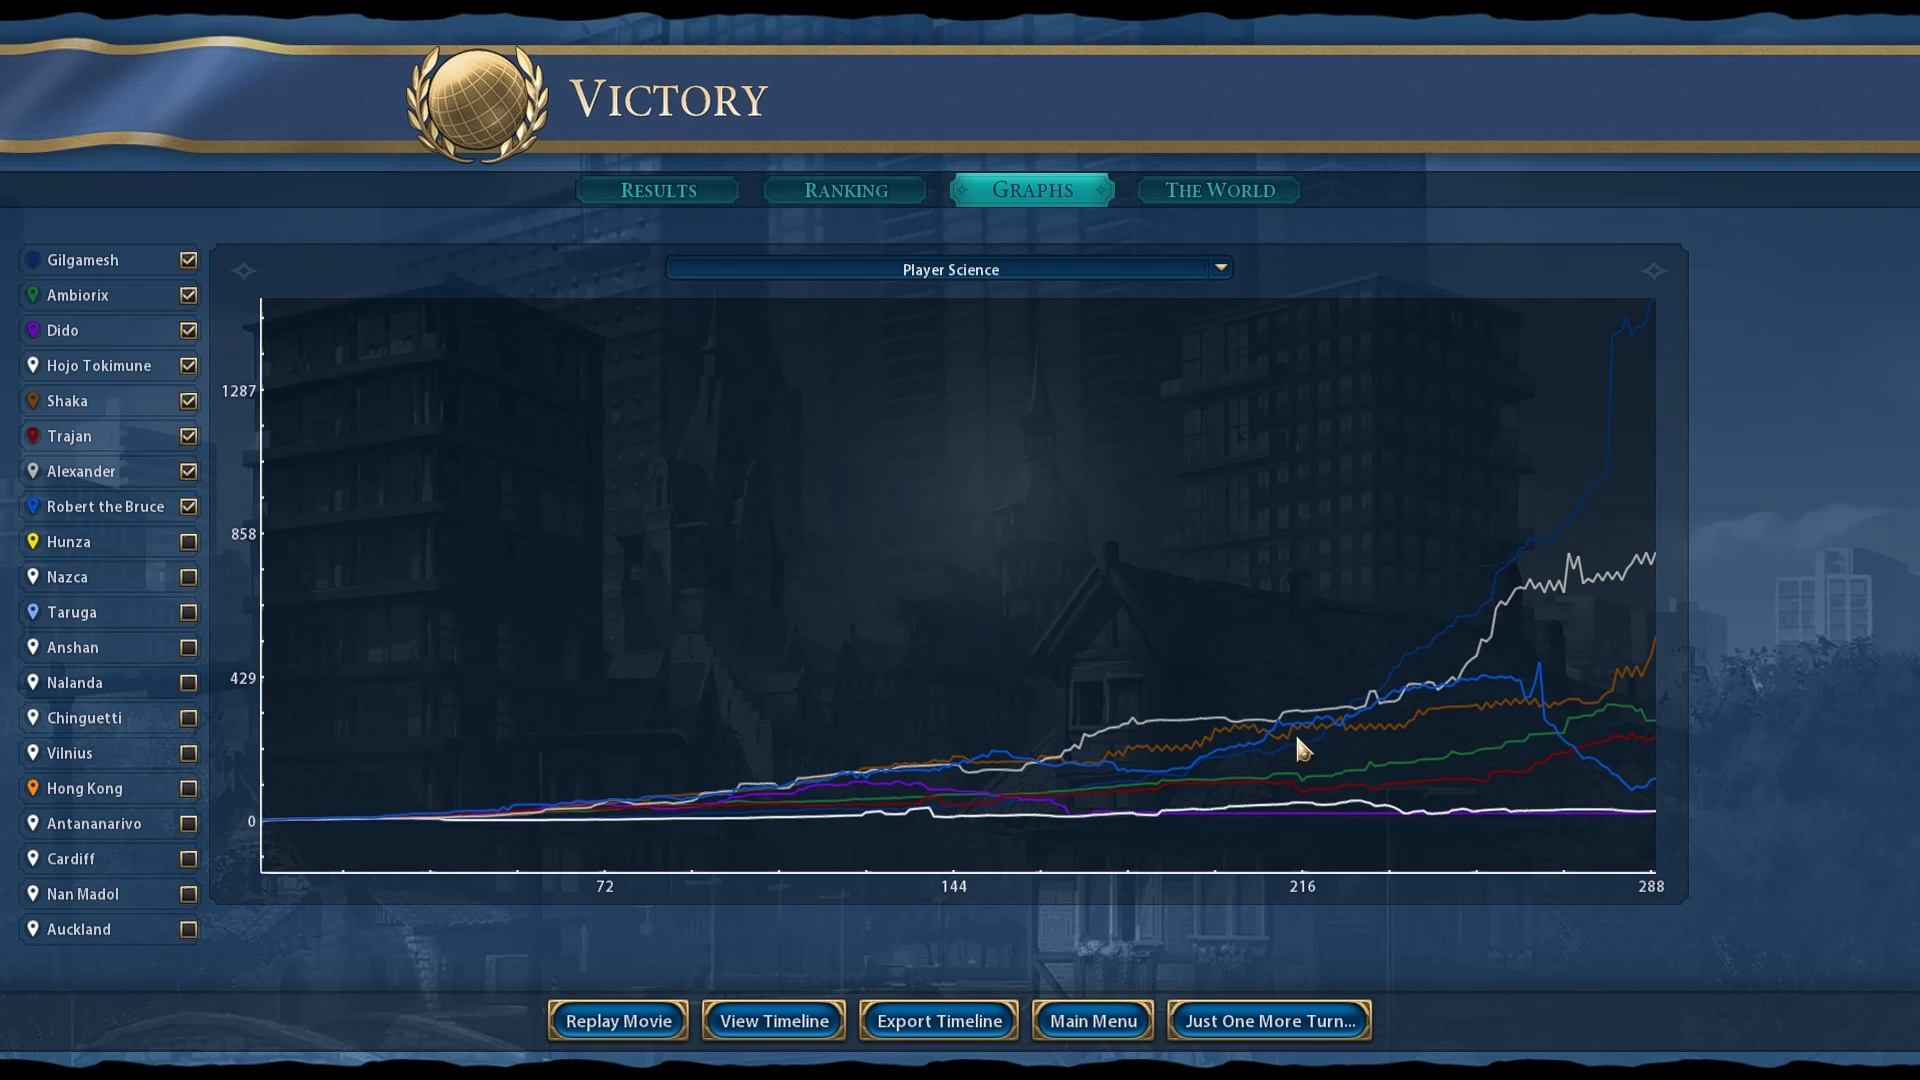 VICTORY
RESULTS
RANKING
GRAPHS
THE WORLD
Gilgamesh
Ambiorix
Dido
Hojo Tokimune
Shaka
Trajan
Alexander
Robert the Bruce
Hunza
Nazca
Taruga
Anshan
Nalanda
Chinguetti
Vilnius
Hong Kong
Antananarivo
Cardiff
Nan Madol
Auckland
Player Science
1287
858
429
0
72
144
216
288
Replay Movie
View Timeline
Export Timeline
Main Menu
Just One More Turn...